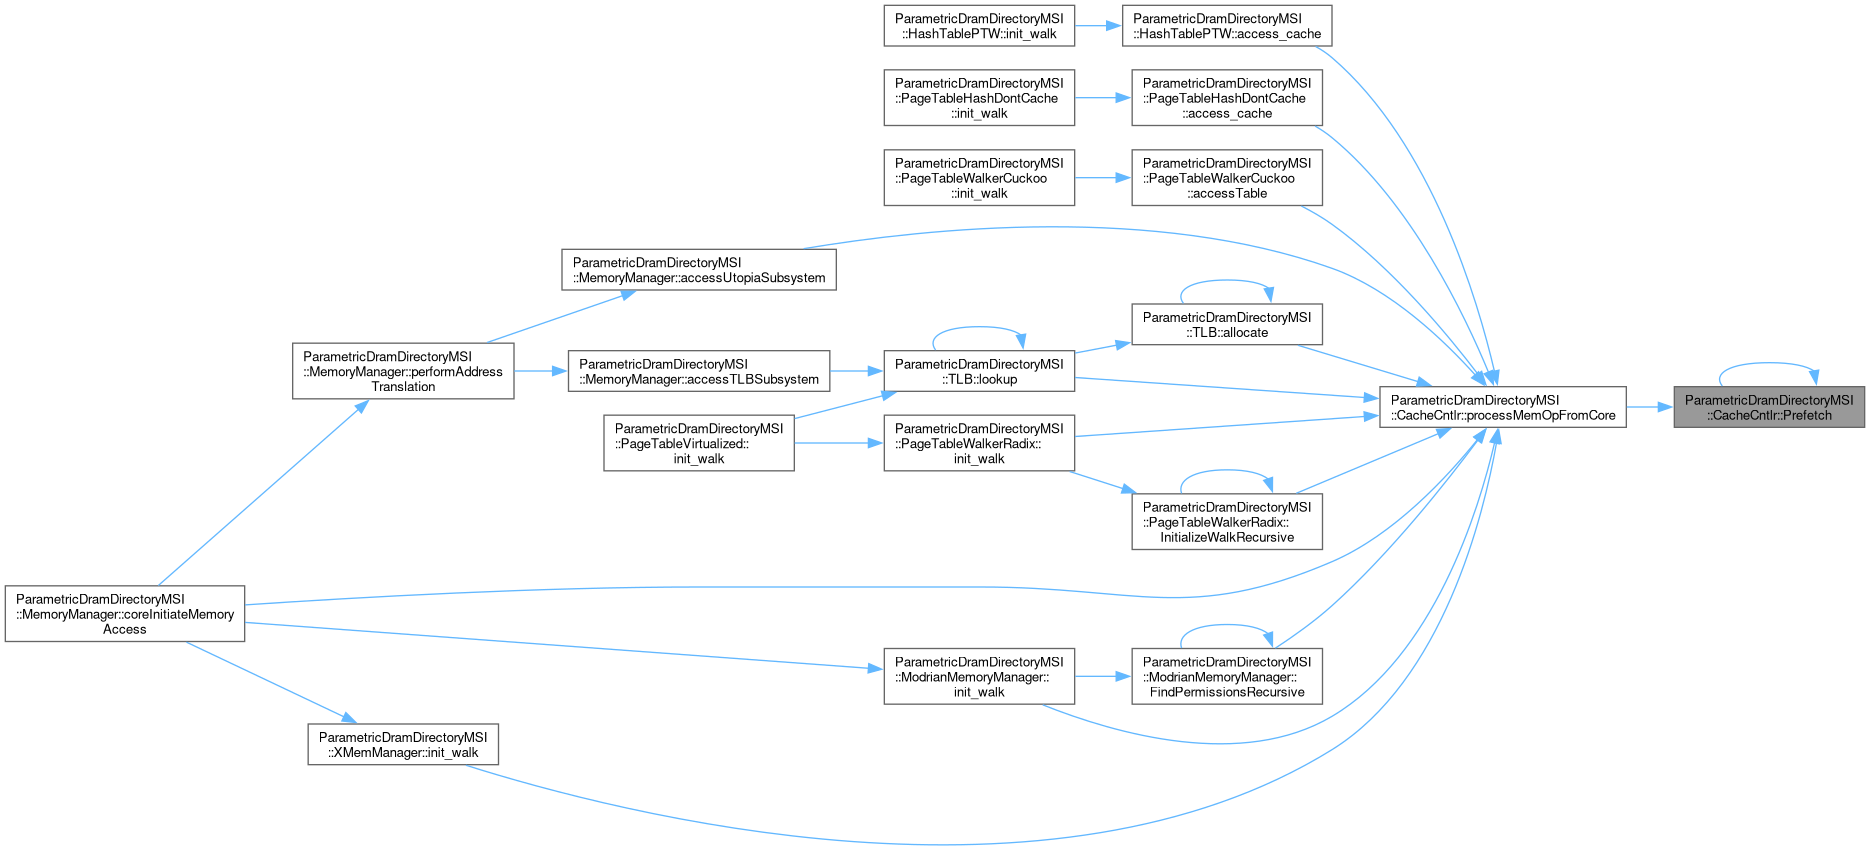 ParametricDramDirectoryMSI
::HashTablePTW::init_walk
ParametricDramDirectoryMSI
::HashTablePTW::access_cache
ParametricDramDirectoryMSI
::PageTableHashDontCache
::init_walk
ParametricDramDirectoryMSI
::PageTableHashDontCache
::access_cache
ParametricDramDirectoryMSI
::PageTableWalkerCuckoo
::init_walk
ParametricDramDirectoryMSI
::PageTableWalkerCuckoo
::accessTable
ParametricDramDirectoryMSI
::MemoryManager::accessUtopiaSubsystem
ParametricDramDirectoryMSI
::TLB::allocate
ParametricDramDirectoryMSI
::MemoryManager::performAddress
Translation
ParametricDramDirectoryMSI
::MemoryManager::accessTLBSubsystem
ParametricDramDirectoryMSI
::TLB::lookup
ParametricDramDirectoryMSI
::CacheCntlr::processMemOpFromCore
ParametricDramDirectoryMSI
::CacheCntlr::Prefetch
ParametricDramDirectoryMSI
::PageTableVirtualized::
init_walk
ParametricDramDirectoryMSI
::PageTableWalkerRadix::
init_walk
ParametricDramDirectoryMSI
::PageTableWalkerRadix::
InitializeWalkRecursive
ParametricDramDirectoryMSI
::MemoryManager::coreInitiateMemory
Access
ParametricDramDirectoryMSI
::ModrianMemoryManager::
init_walk
ParametricDramDirectoryMSI
::ModrianMemoryManager::
FindPermissionsRecursive
ParametricDramDirectoryMSI
::XMemManager::init_walk